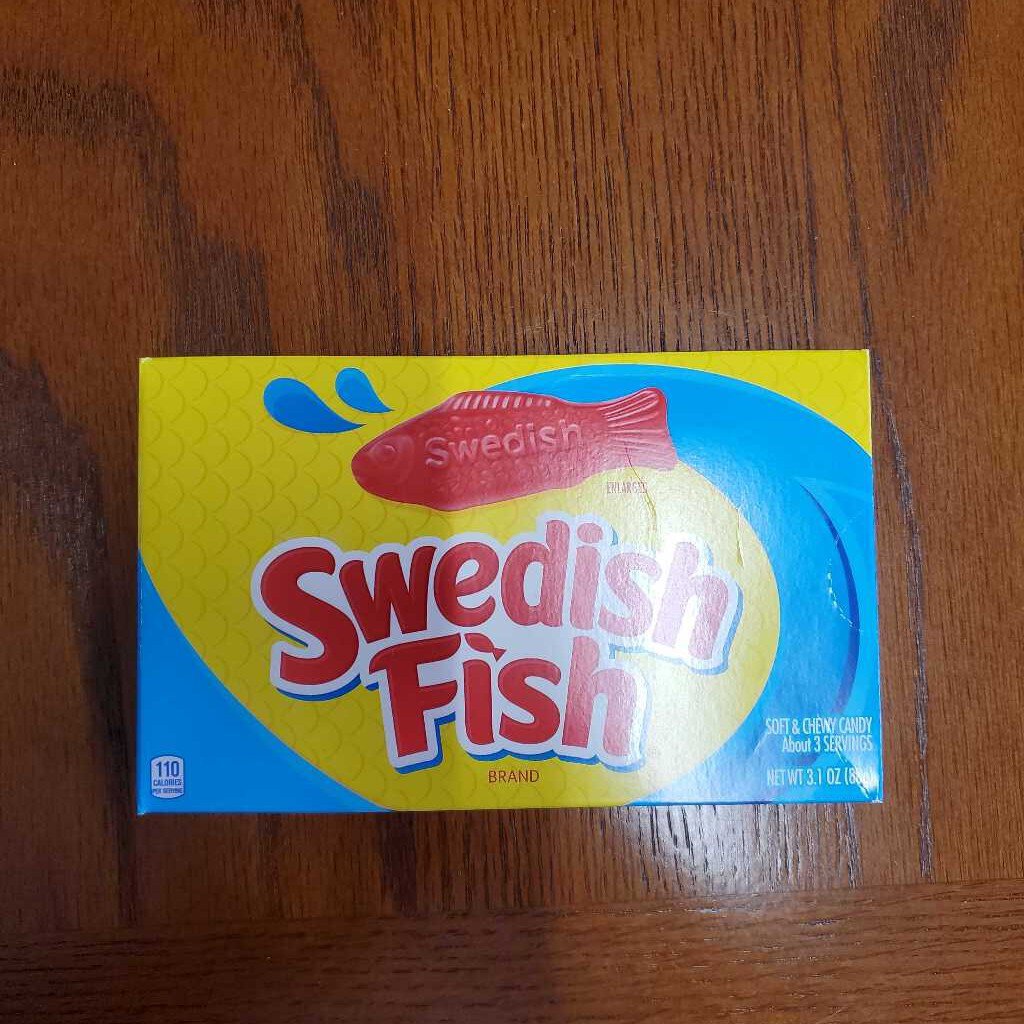 Swedish
ENLARGED
Swedish
Fish
BRAND
SOFT & CHEWY CANDY
About 3 SERVINGS
NET WT 3.1 OZ
110
CALORIES
PER SERVING